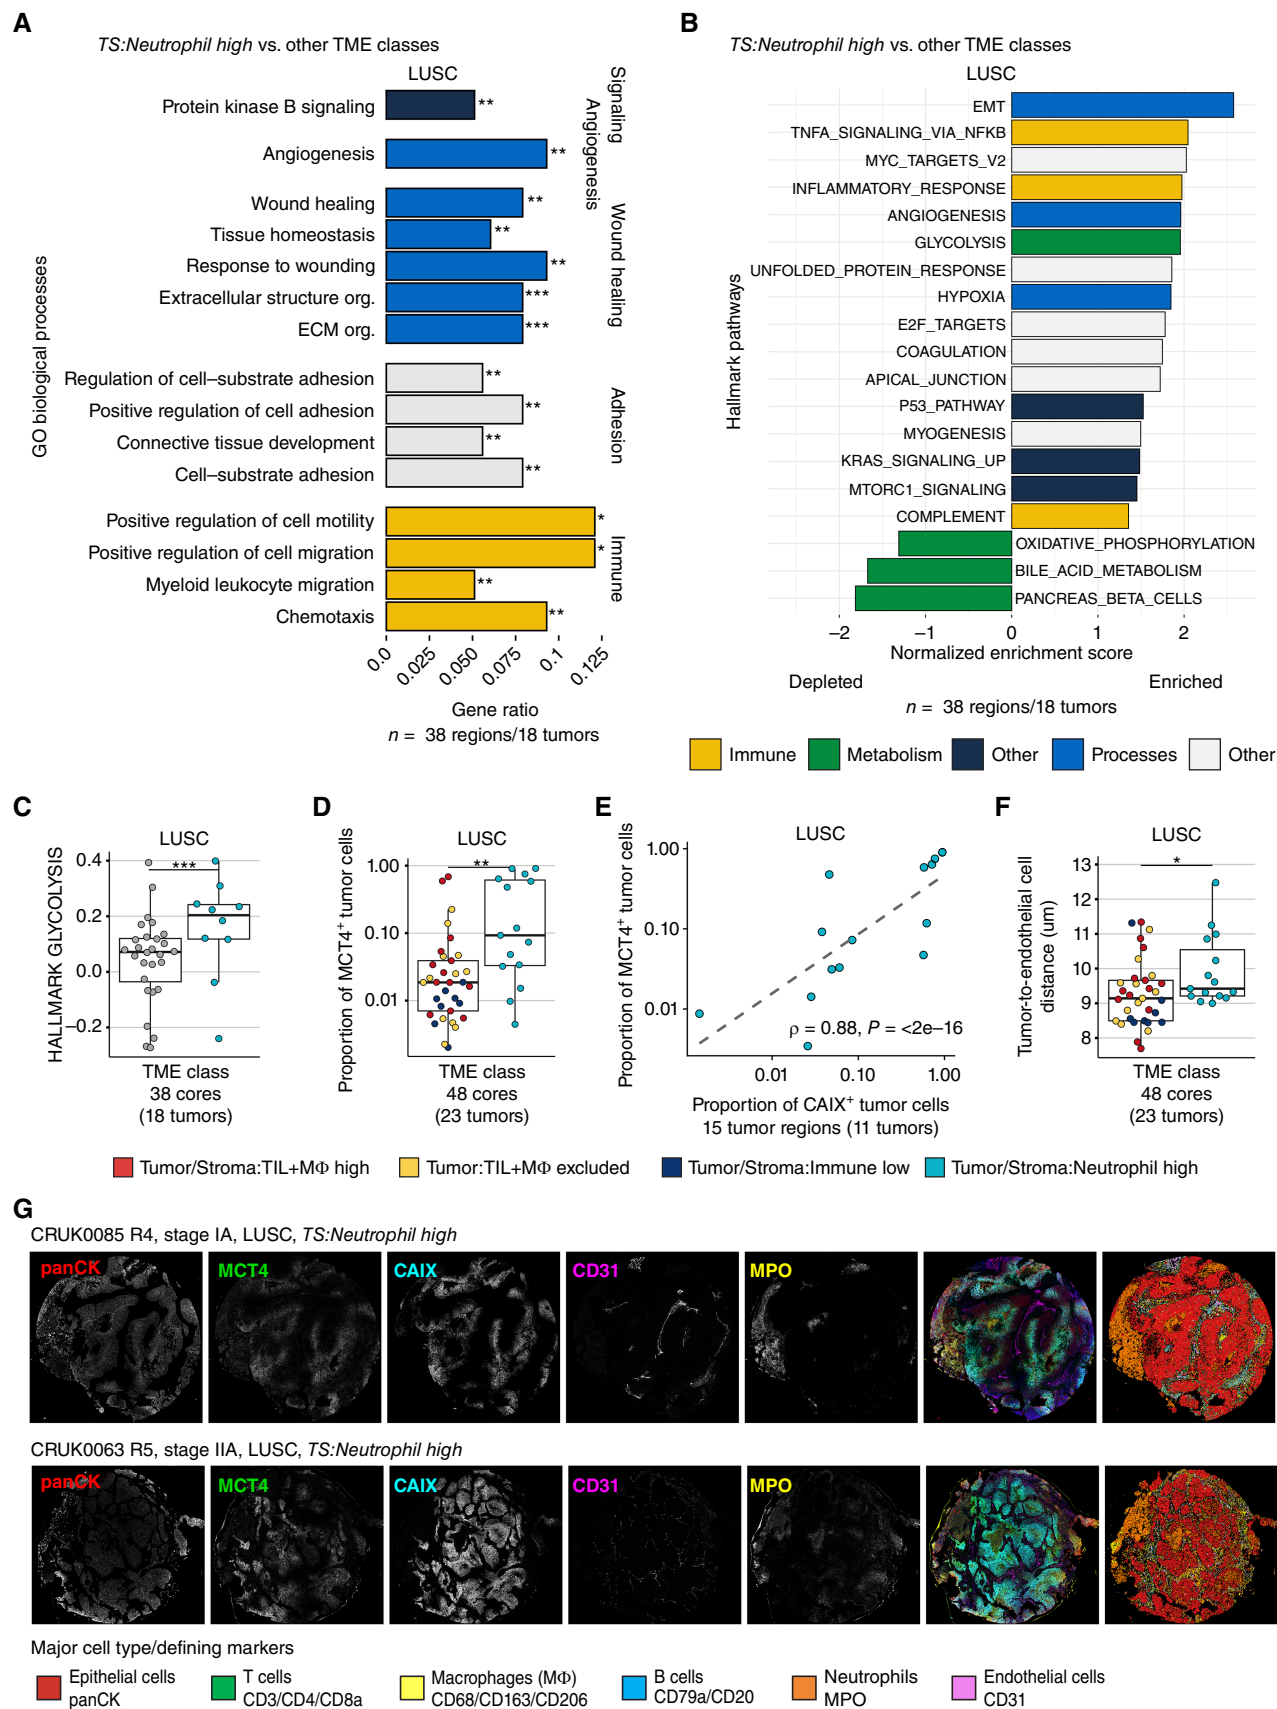 A
TS:Neutrophil high vs. other TME classes
LUSC
GO biological processes
Protein kinase B signaling
**
Signaling
Angiogenesis
**
Angiogenesis
Wound healing
**
Tissue homeostasis
**
Response to wounding
**
Extracellular structure org.
***
ECM org.
***
Wound healing
Regulation of cell–substrate adhesion
**
Positive regulation of cell adhesion
**
Connective tissue development
**
Cell–substrate adhesion
**
Adhesion
Positive regulation of cell motility
*
Positive regulation of cell migration
*
Myeloid leukocyte migration
**
Chemotaxis
**
Immune
0.0 0.025 0.050 0.075 0.1 0.125
Gene ratio
n = 38 regions/18 tumors
B
TS:Neutrophil high vs. other TME classes
LUSC
Hallmark pathways
EMT
TNFA_SIGNALING_VIA_NFKB
MYC_TARGETS_V2
INFLAMMATORY_RESPONSE
ANGIOGENESIS
GLYCOLYSIS
UNFOLDED_PROTEIN_RESPONSE
HYPOXIA
E2F_TARGETS
COAGULATION
APICAL_JUNCTION
P53_PATHWAY
MYOGENESIS
KRAS_SIGNALING_UP
MTORC1_SIGNALING
COMPLEMENT
OXIDATIVE_PHOSPHORYLATION
BILE_ACID_METABOLISM
PANCREAS_BETA_CELLS
–2 –1 0 1 2
Normalized enrichment score
Depleted Enriched
n = 38 regions/18 tumors
Immune Metabolism Other Processes Other
C
LUSC
HALLMARK GLYCOLYSIS
0.4
0.2
0.0
–0.2
***
TME class
38 cores
(18 tumors)
D
LUSC
Proportion of MCT4+ tumor cells
1.00
0.10
0.01
**
TME class
48 cores
(23 tumors)
E
LUSC
Proportion of MCT4+ tumor cells
1.00
0.10
0.01
ρ = 0.88, P = <2e–16
0.01 0.10 1.00
Proportion of CAIX+ tumor cells
15 tumor regions (11 tumors)
F
LUSC
Tumor-to-endothelial cell
distance (um)
13
12
11
10
9
8
*
TME class
48 cores
(23 tumors)
Tumor/Stroma:TIL+MΦ high Tumor:TIL+MΦ excluded Tumor/Stroma:Immune low Tumor/Stroma:Neutrophil high
G
CRUK0085 R4, stage IA, LUSC, TS:Neutrophil high
panCK MCT4 CAIX CD31 MPO
CRUK0063 R5, stage IIA, LUSC, TS:Neutrophil high
panCK MCT4 CAIX CD31 MPO
Major cell type/defining markers
Epithelial cells
panCK
T cells
CD3/CD4/CD8a
Macrophages (MΦ)
CD68/CD163/CD206
B cells
CD79a/CD20
Neutrophils
MPO
Endothelial cells
CD31